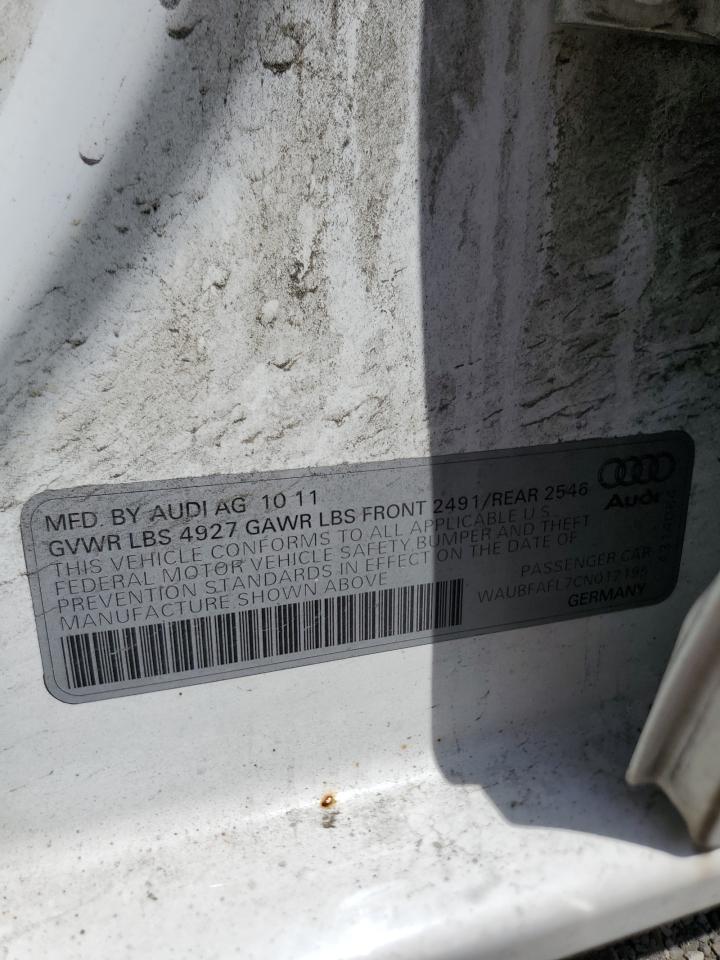 MFD. BY AUDI AG 10 11
GVWR LBS 4927 GAWR LBS FRONT 2491/REAR 2546
THIS VEHICLE CONFORMS TO ALL APPLICABLE U.S.
FEDERAL MOTOR VEHICLE SAFETY BUMPER AND THEFT
PREVENTION STANDARDS IN EFFECT ON THE DATE OF
MANUFACTURE SHOWN ABOVE
Audi
PASSENGER CAR
WAUBFAFL7CN017195
GERMANY